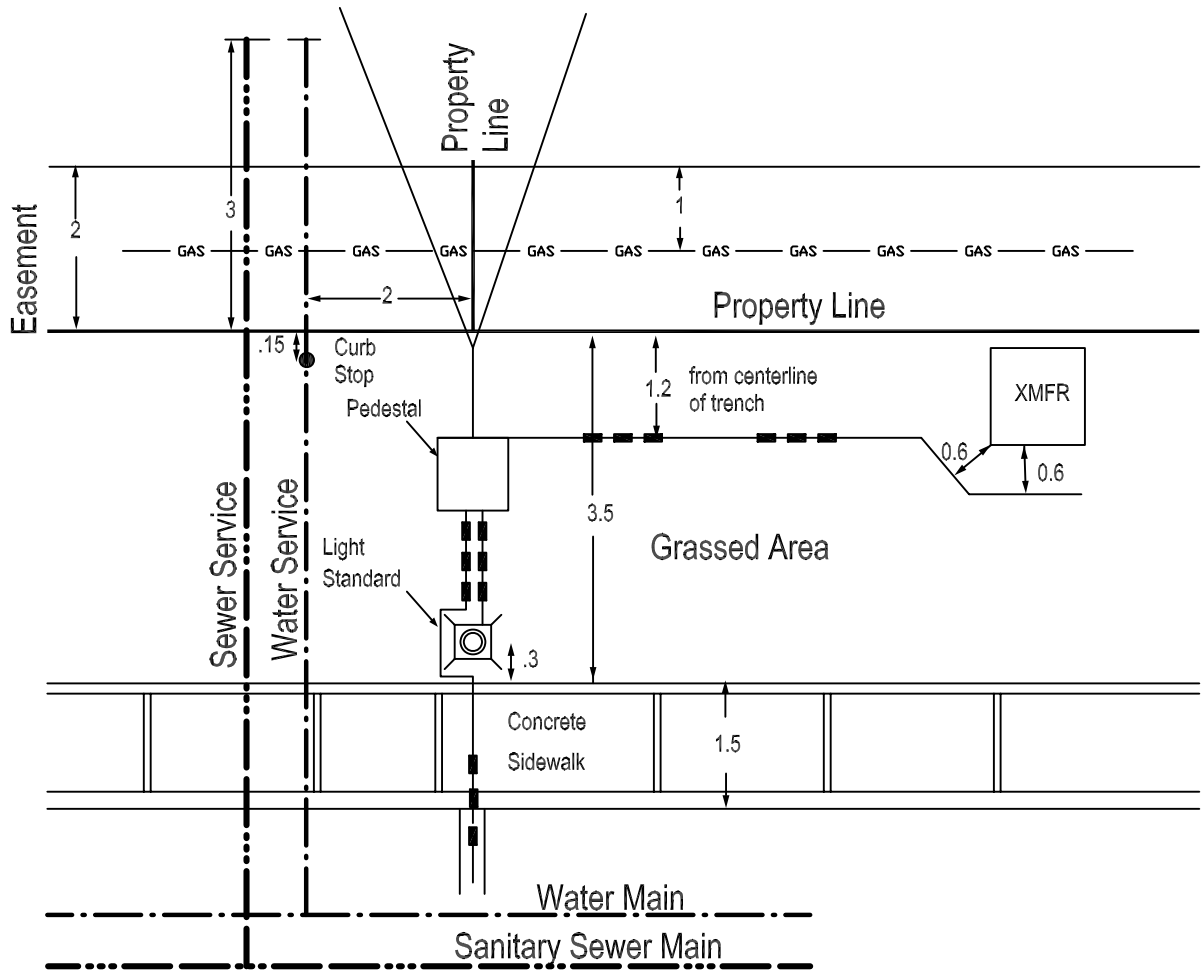 Property
Line
Easement
2
3
1
GAS GAS GAS GAS GAS GAS GAS GAS GAS GAS GAS
2
Property Line
.15
Curb
Stop
1.2
from centerline
of trench
XMFR
Pedestal
0.6
0.6
3.5
Sewer Service
Water Service
Light
Standard
Grassed Area
.3
Concrete
Sidewalk
1.5
Water Main
Sanitary Sewer Main